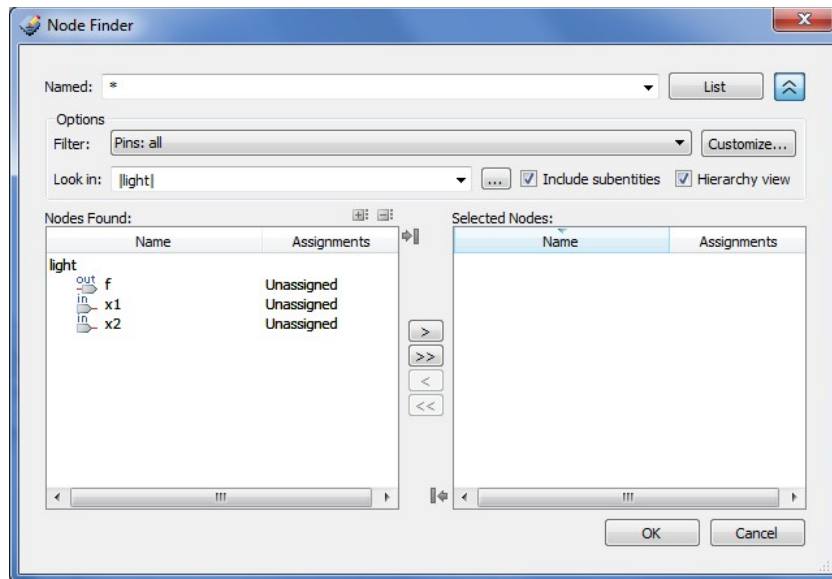 Node Finder
Named: * List
Options
Filter: Pins: all Customize...
Look in: |light| ... Include subentities Hierarchy view
Nodes Found: Selected Nodes:
Name Assignments Name Assignments
light
out f Unassigned
in x1 Unassigned
in x2 Unassigned
>
>>
<
<<
OK Cancel